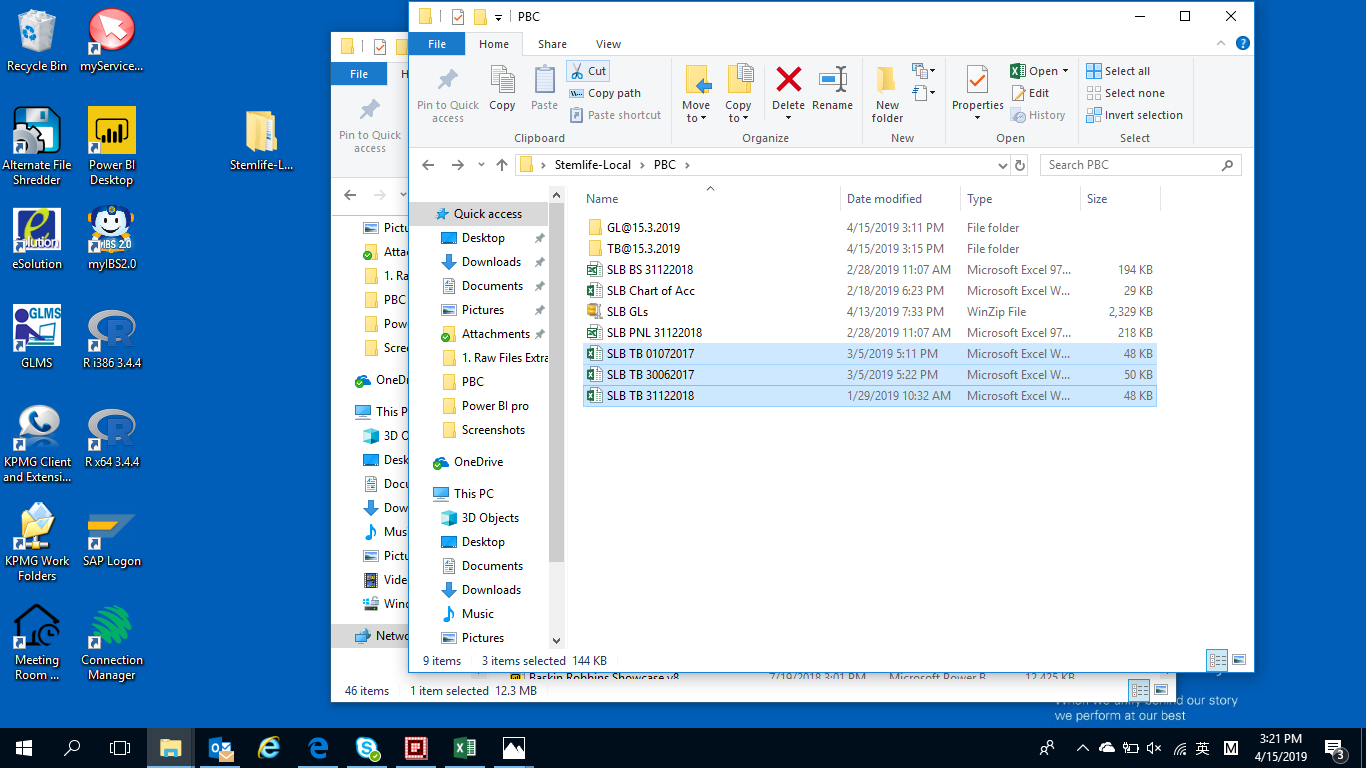 Recycle Bin
myService...
Alternate File
Shredder
Power BI
Desktop
eSolution
myIBS2.0
GLMS
R i386 3.4.4
KPMG Client
and Extensi...
R x64 3.4.4
KPMG Work
Folders
SAP Logon
Meeting
Room ...
Connection
Manager
Stemlife-L...
File
Pin to Quick
access
Pictu
Attac
1. Rav
PBC
Powe
Scree
OneDri
This P
3D O
Desk
Docu
Dow
Musi
Pictu
Video
Wind
Netwo
46 items 1 item selected 12.3 MB
Baskin Robbins Showcase v8 7/19/2018 3:01 PM Microsoft Power B... 12,425 KB
PBC
File Home Share View
Pin to Quick
access
Copy
Paste
Cut
Copy path
Paste shortcut
Clipboard
Move
to
Copy
to
Delete
Rename
Organize
New
folder
New
Properties
Open
Edit
History
Open
Select all
Select none
Invert selection
Select
Stemlife-Local > PBC >
Search PBC
Quick access
Desktop
Downloads
Documents
Pictures
Attachments
1. Raw Files Extra
PBC
Power BI pro
Screenshots
OneDrive
This PC
3D Objects
Desktop
Documents
Downloads
Music
Pictures
Name Date modified Type Size
GL@15.3.2019 4/15/2019 3:11 PM File folder
TB@15.3.2019 4/15/2019 3:15 PM File folder
SLB BS 31122018 2/28/2019 11:07 AM Microsoft Excel 97... 194 KB
SLB Chart of Acc 2/18/2019 6:23 PM Microsoft Excel W... 29 KB
SLB GLs 4/13/2019 7:33 PM WinZip File 2,329 KB
SLB PNL 31122018 2/28/2019 11:07 AM Microsoft Excel 97... 218 KB
SLB TB 01072017 3/5/2019 5:11 PM Microsoft Excel W... 48 KB
SLB TB 30062017 3/5/2019 5:22 PM Microsoft Excel W... 50 KB
SLB TB 31122018 1/29/2019 10:32 AM Microsoft Excel W... 48 KB
9 items 3 items selected 144 KB
When we unify behind our story
we perform at our best
英 M
3:21 PM
4/15/2019
3